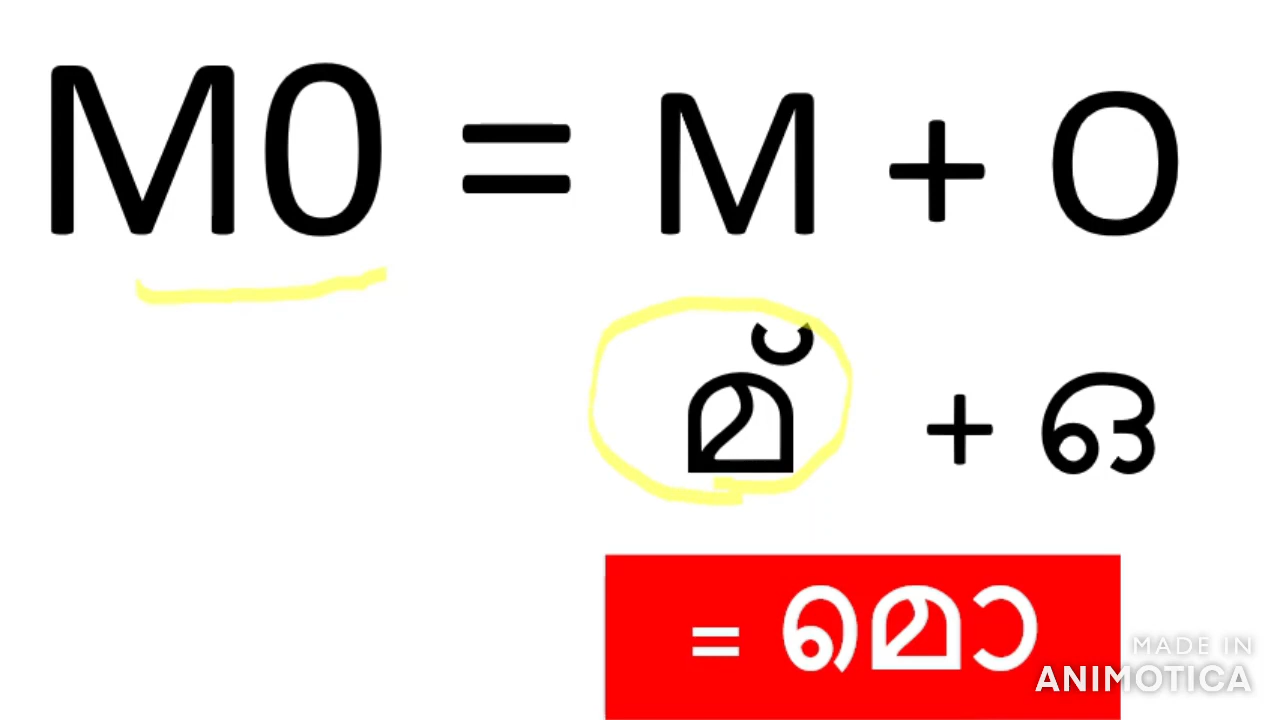 M0 = M + O
മ് + ഒ
= മൊ
MADE IN
ANIMOTICA